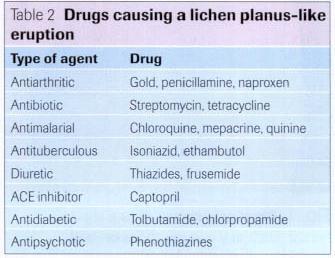 Table 2 Drugs causing a lichen planus-like
eruption
Type of agent Drug
Antiarthritic Gold, penicillamine, naproxen
Antibiotic Streptomycin, tetracycline
Antimalarial Chloroquine, mepacrine, quinine
Antituberculous Isoniazid, ethambutol
Diuretic Thiazides, frusemide
ACE inhibitor Captopril
Antidiabetic Tolbutamide, chlorpropamide
Antipsychotic Phenothiazines